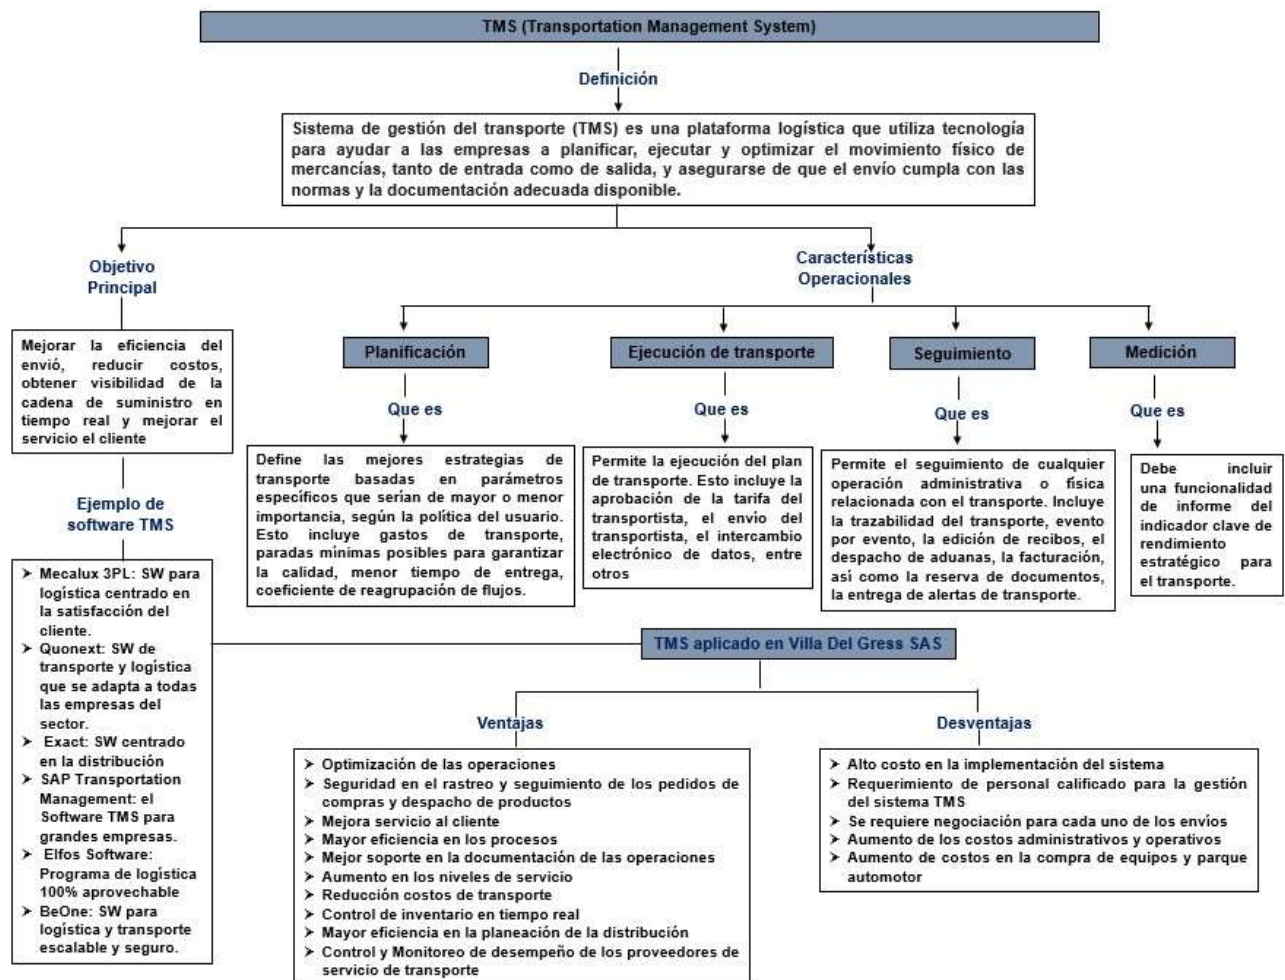 TMS (Transportation Management System)
Definición
Sistema de gestión del transporte (TMS) es una plataforma logística que utiliza tecnología
para ayudar a las empresas a planificar, ejecutar y optimizar el movimiento físico de
mercancías, tanto de entrada como de salida, y asegurarse de que el envío cumpla con las
normas y la documentación adecuada disponible.
Objetivo
Principal
Mejorar la eficiencia del
envió, reducir costos,
obtener visibilidad de la
cadena de suministro en
tiempo real y mejorar el
servicio el cliente
Ejemplo de
software TMS
➤ Mecalux 3PL: SW para
logística centrado en
la satisfacción del
cliente.
➤ Quonext: SW de
transporte y logística
que se adapta a todas
las empresas del
sector.
➤ Exact: SW centrado
en la distribución
➤ SAP Transportation
Management: el
Software TMS para
grandes empresas.
➤ Elfos Software:
Programa de logística
100% aprovechable
➤ BeOne: SW para
logística y transporte
escalable y seguro.
Características
Operacionales
Planificación
Que es
Define las mejores estrategias de
transporte basadas en parámetros
específicos que serían de mayor o menor
importancia, según la política del usuario.
Esto incluye gastos de transporte,
paradas mínimas posibles para garantizar
la calidad, menor tiempo de entrega,
coeficiente de reagrupación de flujos.
Ejecución de transporte
Que es
Permite la ejecución del plan
de transporte. Esto incluye la
aprobación de la tarifa del
transportista, el envío del
transportista, el intercambio
electrónico de datos, entre
otros
Seguimiento
Que es
Permite el seguimiento de cualquier
operación administrativa o física
relacionada con el transporte. Incluye
la trazabilidad del transporte, evento
por evento, la edición de recibos, el
despacho de aduanas, la facturación,
así como la reserva de documentos,
la entrega de alertas de transporte.
Medición
Que es
Debe incluir
una funcionalidad
de informe del
indicador clave de
rendimiento
estratégico para
el transporte.
TMS aplicado en Villa Del Gress SAS
Ventajas
➤ Optimización de las operaciones
➤ Seguridad en el rastreo y seguimiento de los pedidos de
compras y despacho de productos
➤ Mejora servicio al cliente
➤ Mayor eficiencia en los procesos
➤ Mejor soporte en la documentación de las operaciones
➤ Aumento en los niveles de servicio
➤ Reducción costos de transporte
➤ Control de inventario en tiempo real
➤ Mayor eficiencia en la planeación de la distribución
➤ Control y Monitoreo de desempeño de los proveedores de
servicio de transporte
Desventajas
➤ Alto costo en la implementación del sistema
➤ Requerimiento de personal calificado para la gestión
del sistema TMS
➤ Se requiere negociación para cada uno de los envíos
➤ Aumento de los costos administrativos y operativos
➤ Aumento de costos en la compra de equipos y parque
automotor